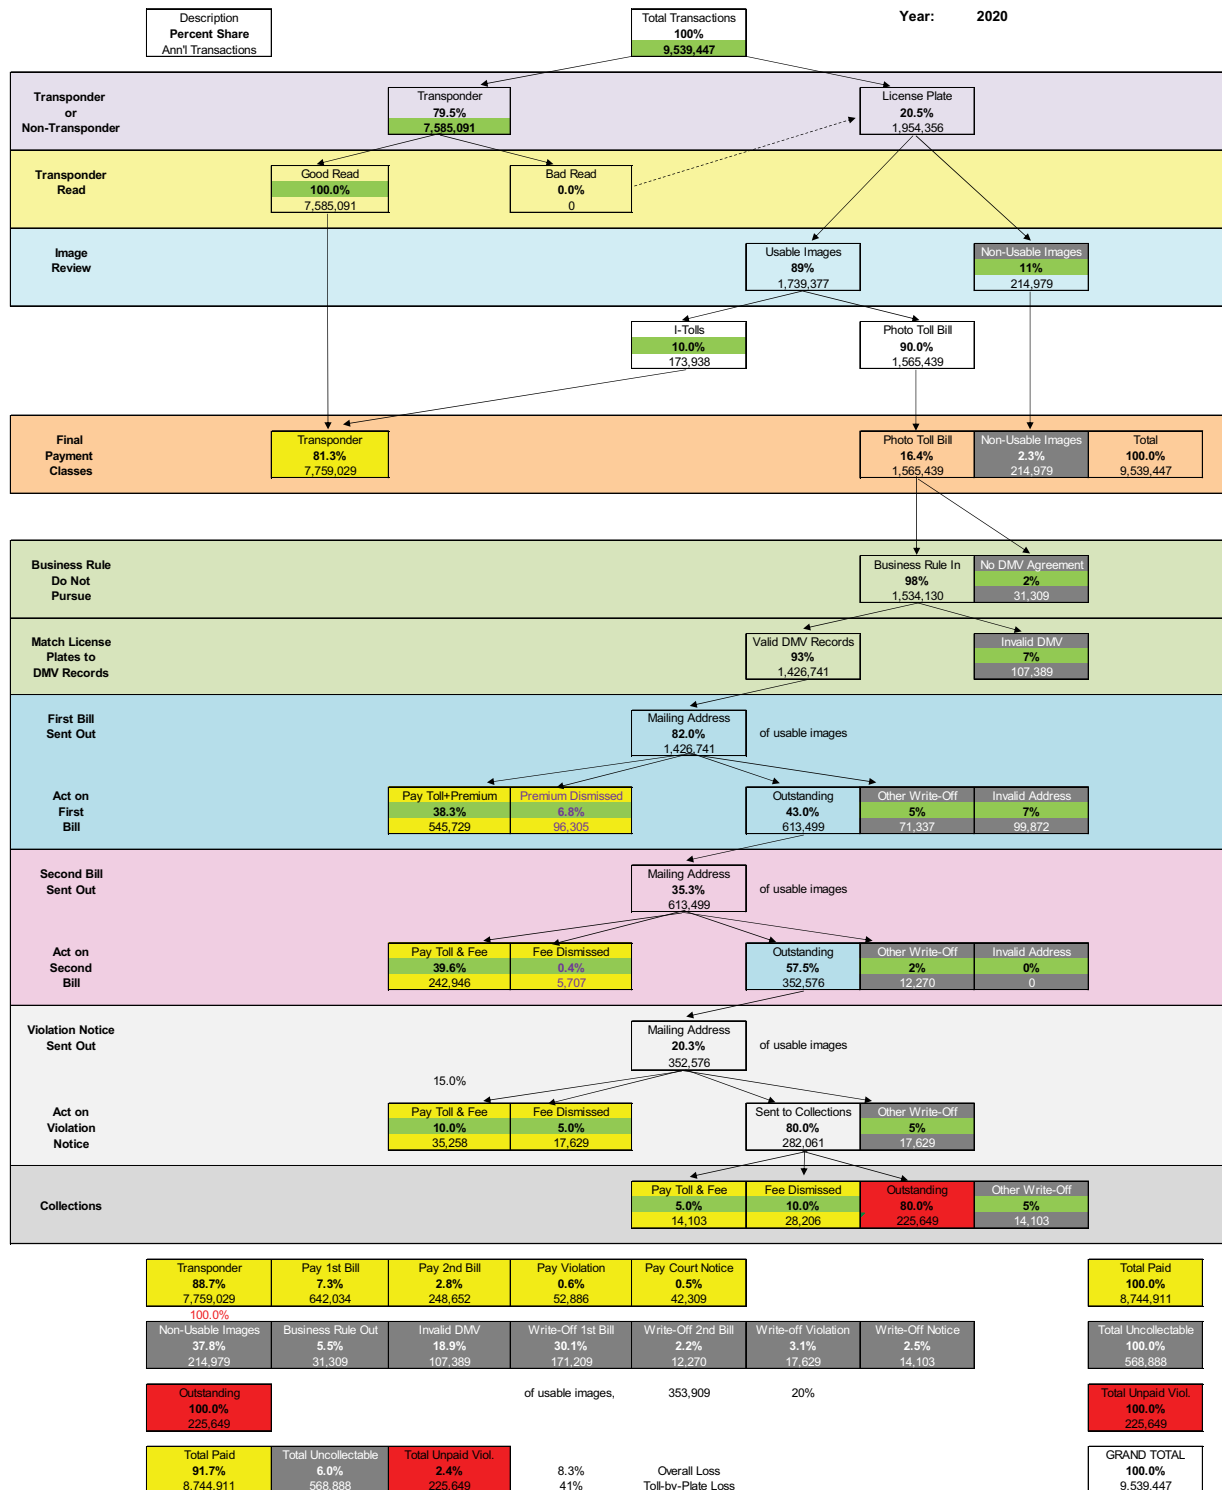 Description
Percent Share
Ann'l Transactions
Total Transactions
100%
9,539,447
Year: 2020
Transponder
or
Non-Transponder
Transponder
79.5%
7,585,091
License Plate
20.5%
1,954,356
Transponder
Read
Good Read
100.0%
7,585,091
Bad Read
0.0%
0
Image
Review
Usable Images
89%
1,739,377
Non-Usable Images
11%
214,979
I-Tolls
10.0%
173,938
Photo Toll Bill
90.0%
1,565,439
Final
Payment
Classes
Transponder
81.3%
7,759,029
Photo Toll Bill
16.4%
1,565,439
Non-Usable Images
2.3%
214,979
Total
100.0%
9,539,447
Business Rule
Do Not
Pursue
Business Rule In
98%
1,534,130
No DMV Agreement
2%
31,309
Match License
Plates to
DMV Records
Valid DMV Records
93%
1,426,741
Invalid DMV
7%
107,389
First Bill
Sent Out
Mailing Address
82.0%
1,426,741
of usable images
Act on
First
Bill
Pay Toll+Premium
38.3%
545,729
Premium Dismissed
6.8%
96,305
Outstanding
43.0%
613,499
Other Write-Off
5%
71,337
Invalid Address
7%
99,872
Second Bill
Sent Out
Mailing Address
35.3%
613,499
of usable images
Act on
Second
Bill
Pay Toll & Fee
39.6%
242,946
Fee Dismissed
0.4%
5,707
Outstanding
57.5%
352,576
Other Write-Off
2%
12,270
Invalid Address
0%
0
Violation Notice
Sent Out
Mailing Address
20.3%
352,576
of usable images
15.0%
Act on
Violation
Notice
Pay Toll & Fee
10.0%
35,258
Fee Dismissed
5.0%
17,629
Sent to Collections
80.0%
282,061
Other Write-Off
5%
17,629
Collections
Pay Toll & Fee
5.0%
14,103
Fee Dismissed
10.0%
28,206
Outstanding
80.0%
225,649
Other Write-Off
5%
14,103
Transponder
88.7%
7,759,029
Pay 1st Bill
7.3%
642,034
Pay 2nd Bill
2.8%
248,652
Pay Violation
0.6%
52,886
Pay Court Notice
0.5%
42,309
Total Paid
100.0%
8,744,911
100.0%
Non-Usable Images
37.8%
214,979
Business Rule Out
5.5%
31,309
Invalid DMV
18.9%
107,389
Write-Off 1st Bill
30.1%
171,209
Write-Off 2nd Bill
2.2%
12,270
Write-off Violation
3.1%
17,629
Write-Off Notice
2.5%
14,103
Total Uncollectable
100.0%
568,888
Outstanding
100.0%
225,649
of usable images, 353,909 20%
Total Unpaid Viol.
100.0%
225,649
Total Paid
91.7%
8,744,911
Total Uncollectable
6.0%
568,888
Total Unpaid Viol.
2.4%
225,649
8.3% Overall Loss
41% Toll-by-Plate Loss
GRAND TOTAL
100.0%
9,539,447